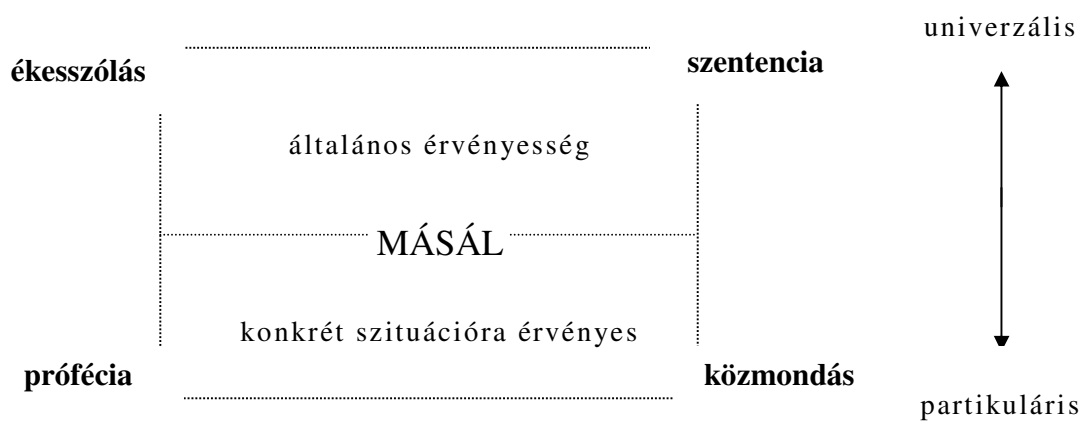 univerzális
ékesszólás
szentencia
általános érvényesség
MÁSÁL
konkrét szituációra érvényes
prófécia
közmondás
partikuláris